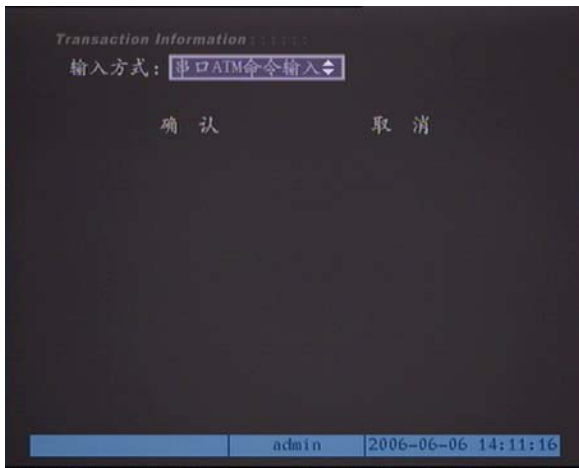 Transaction Information::::::
输入方式：串口ATM命令输入
确 认 取 消
admin 2006-06-06 14:11:16